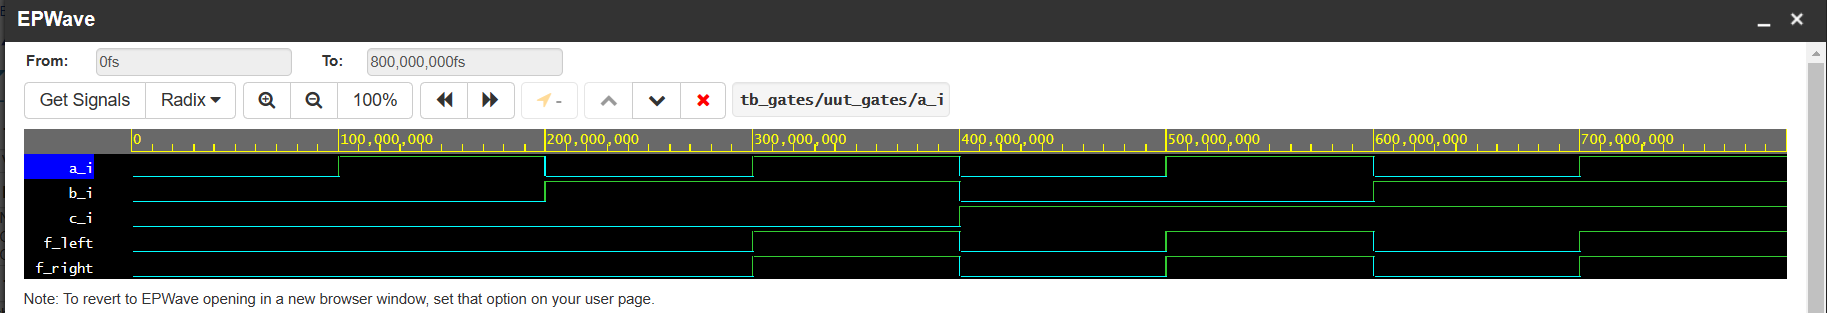 EPWave
From: 0fs To: 800,000,000fs
Get Signals Radix 100% - tb_gates/uut_gates/a_i
0 100,000,000 200,000,000 300,000,000 400,000,000 500,000,000 600,000,000 700,000,000
a_i
b_i
c_i
f_left
f_right
Note: To revert to EPWave opening in a new browser window, set that option on your user page.